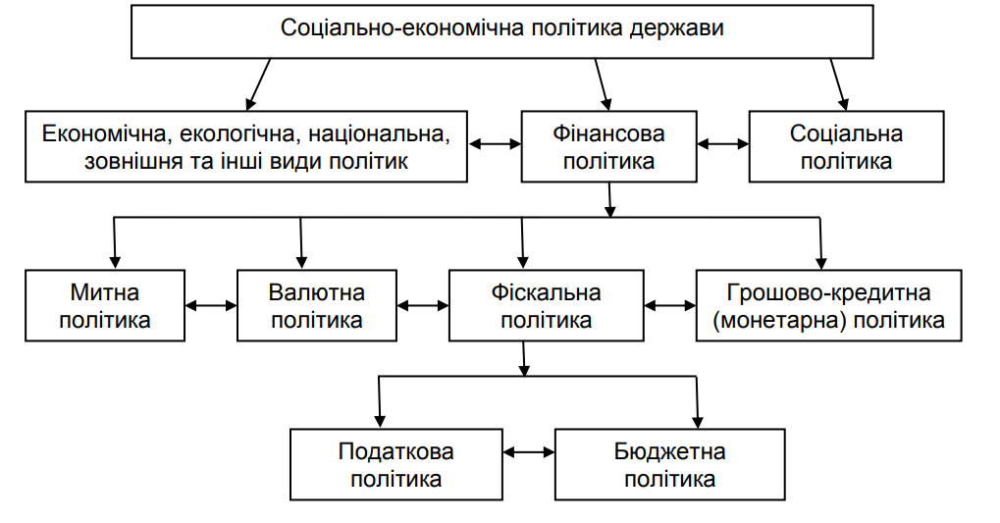 Соціально-економічна політика держави
Економічна, екологічна, національна,
зовнішня та інші види політик
Фінансова
політика
Соціальна
політика
Митна
політика
Валютна
політика
Фіскальна
політика
Грошово-кредитна
(монетарна) політика
Податкова
політика
Бюджетна
політика